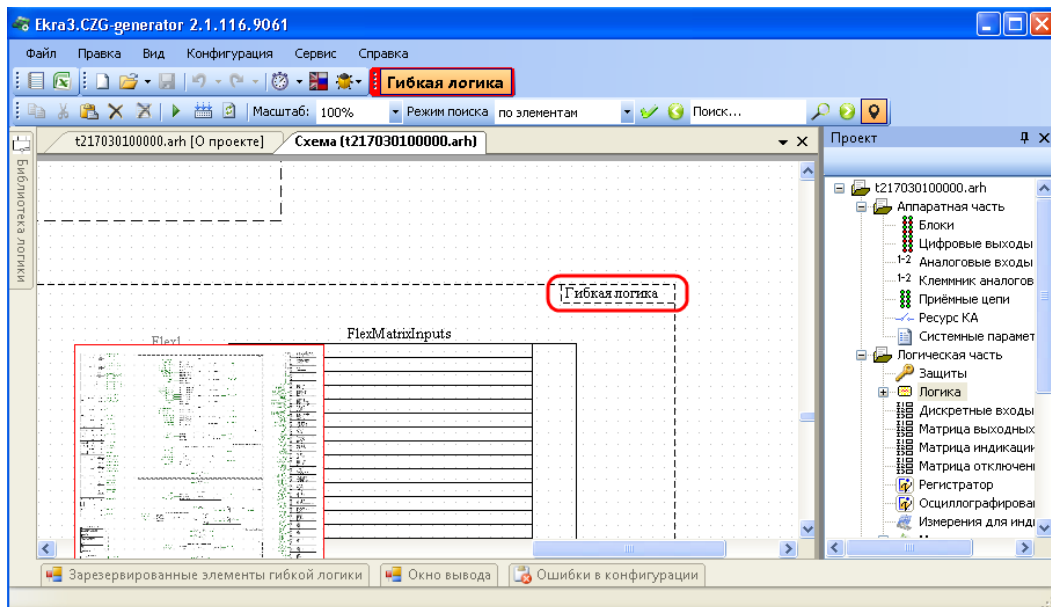 Ekra3.CZG-generator 2.1.116.9061
Файл Правка Вид Конфигурация Сервис Справка
Гибкая логика
Масштаб: 100% Режим поиска по элементам Поиск...
t217030100000.arh [О проекте] Схема (t217030100000.arh)
Библиотека логики
Гибкая логика
Flex1
FlexMatrixInputs
Проект
t217030100000.arh
Аппаратная часть
Блоки
Цифровые выходы
1-2 Аналоговые входы
1-2 Клеммник аналогов
Приёмные цепи
Ресурс КА
Системные парамет
Логическая часть
Защиты
Логика
Дискретные входы
Матрица выходных
Матрица индикации
Матрица отключени
Регистратор
Осциллографирова
Измерения для инди
Зарезервированные элементы гибкой логики Окно вывода Ошибки в конфигурации